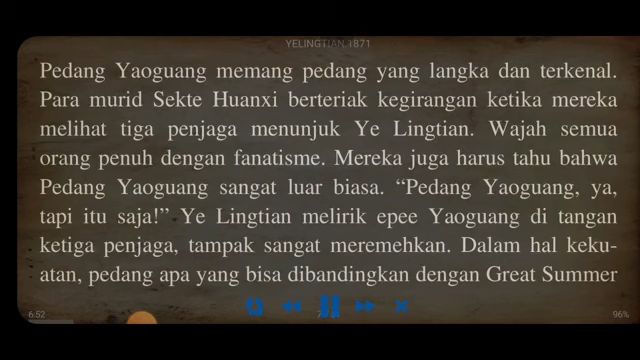 YELINGTIAN 1871
Pedang Yaoguang memang pedang yang langka dan terkenal.
Para murid Sekte Huanxi berteriak kegirangan ketika mereka
melihat tiga penjaga menunjuk Ye Lingtian. Wajah semua
orang penuh dengan fanatisme. Mereka juga harus tahu bahwa
Pedang Yaoguang sangat luar biasa. “Pedang Yaoguang, ya,
tapi itu saja!” Ye Lingtian melirik epee Yaoguang di tangan
ketiga penjaga, tampak sangat meremehkan. Dalam hal keku-
atan, pedang apa yang bisa dibandingkan dengan Great Summer
6:52
96%